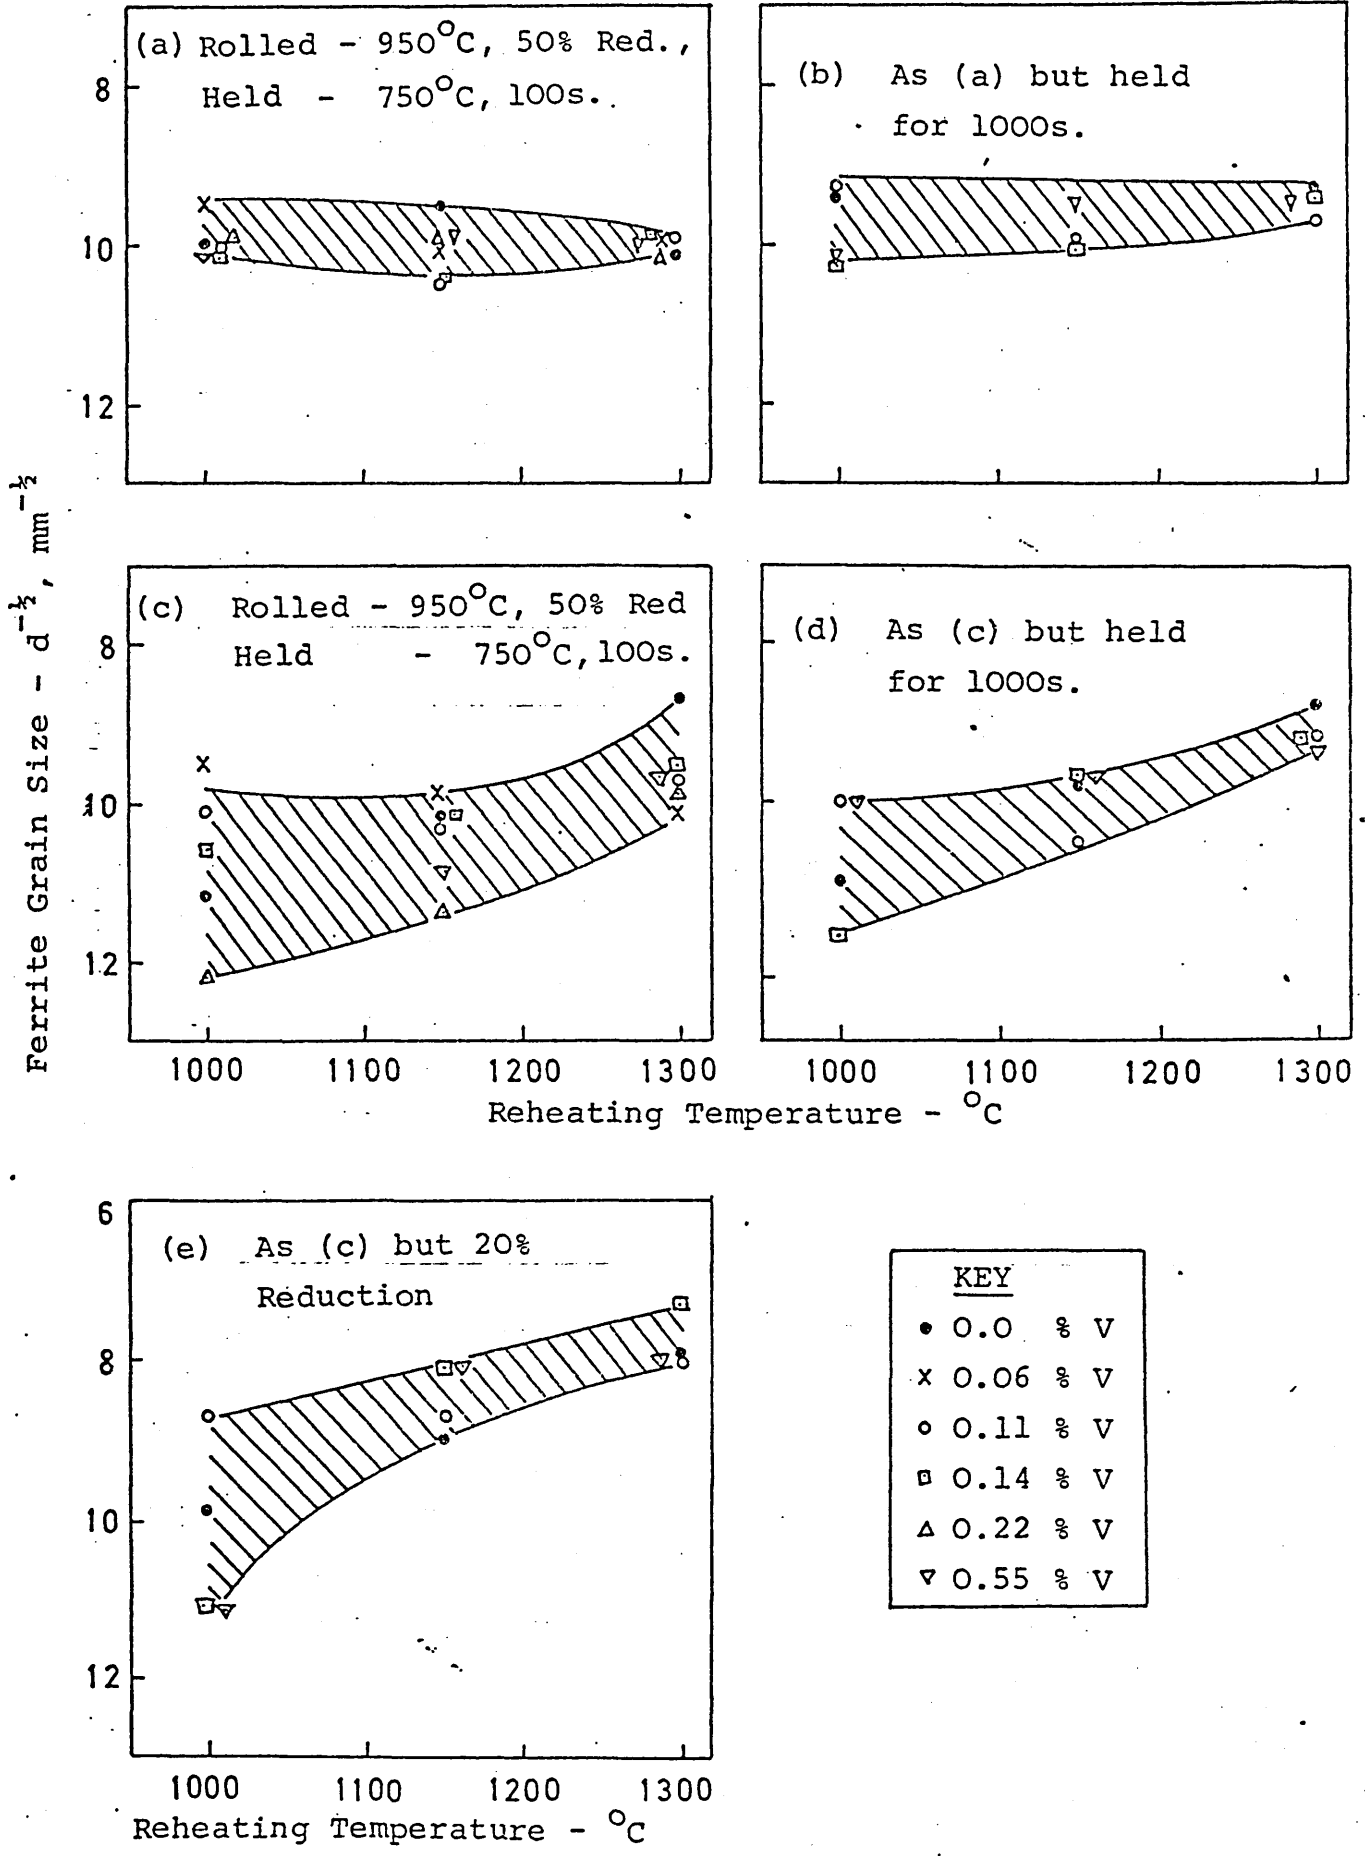 (a) Rolled - 950°C, 50% Red.,
Held - 750°C, 100s.
8
10
12
(b) As (a) but held
for 1000s.
Ferrite Grain Size - d^-½, mm^-½
(c) Rolled - 950°C, 50% Red
Held - 750°C, 100s.
8
10
12
1000 1100 1200 1300
(d) As (c) but held
for 1000s.
1000 1100 1200 1300
Reheating Temperature - °C
6
(e) As (c) but 20%
Reduction
8
10
12
1000 1100 1200 1300
Reheating Temperature - °C
KEY
0.0 % V
0.06 % V
0.11 % V
0.14 % V
0.22 % V
0.55 % V